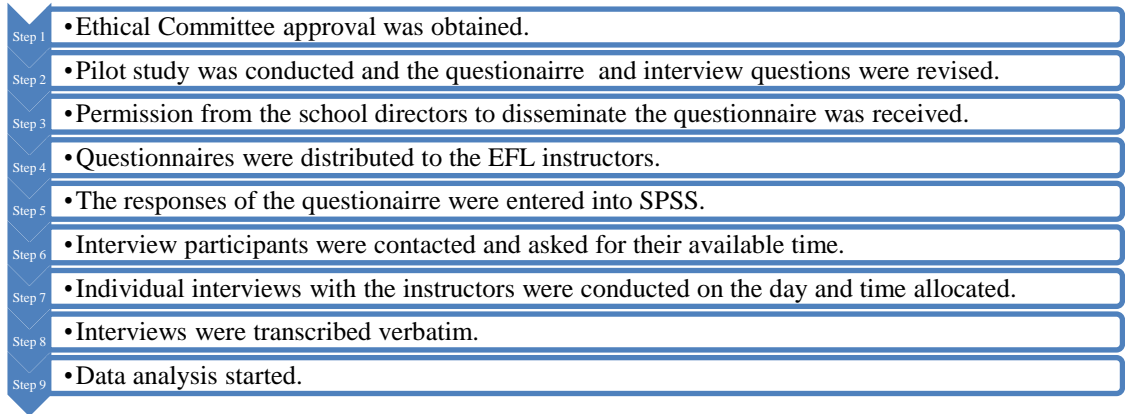 Step 1 •Ethical Committee approval was obtained.
Step 2 •Pilot study was conducted and the questionairre and interview questions were revised.
Step 3 •Permission from the school directors to disseminate the questionnaire was received.
Step 4 •Questionnaires were distributed to the EFL instructors.
Step 5 •The responses of the questionairre were entered into SPSS.
Step 6 •Interview participants were contacted and asked for their available time.
Step 7 •Individual interviews with the instructors were conducted on the day and time allocated.
Step 8 •Interviews were transcribed verbatim.
Step 9 •Data analysis started.